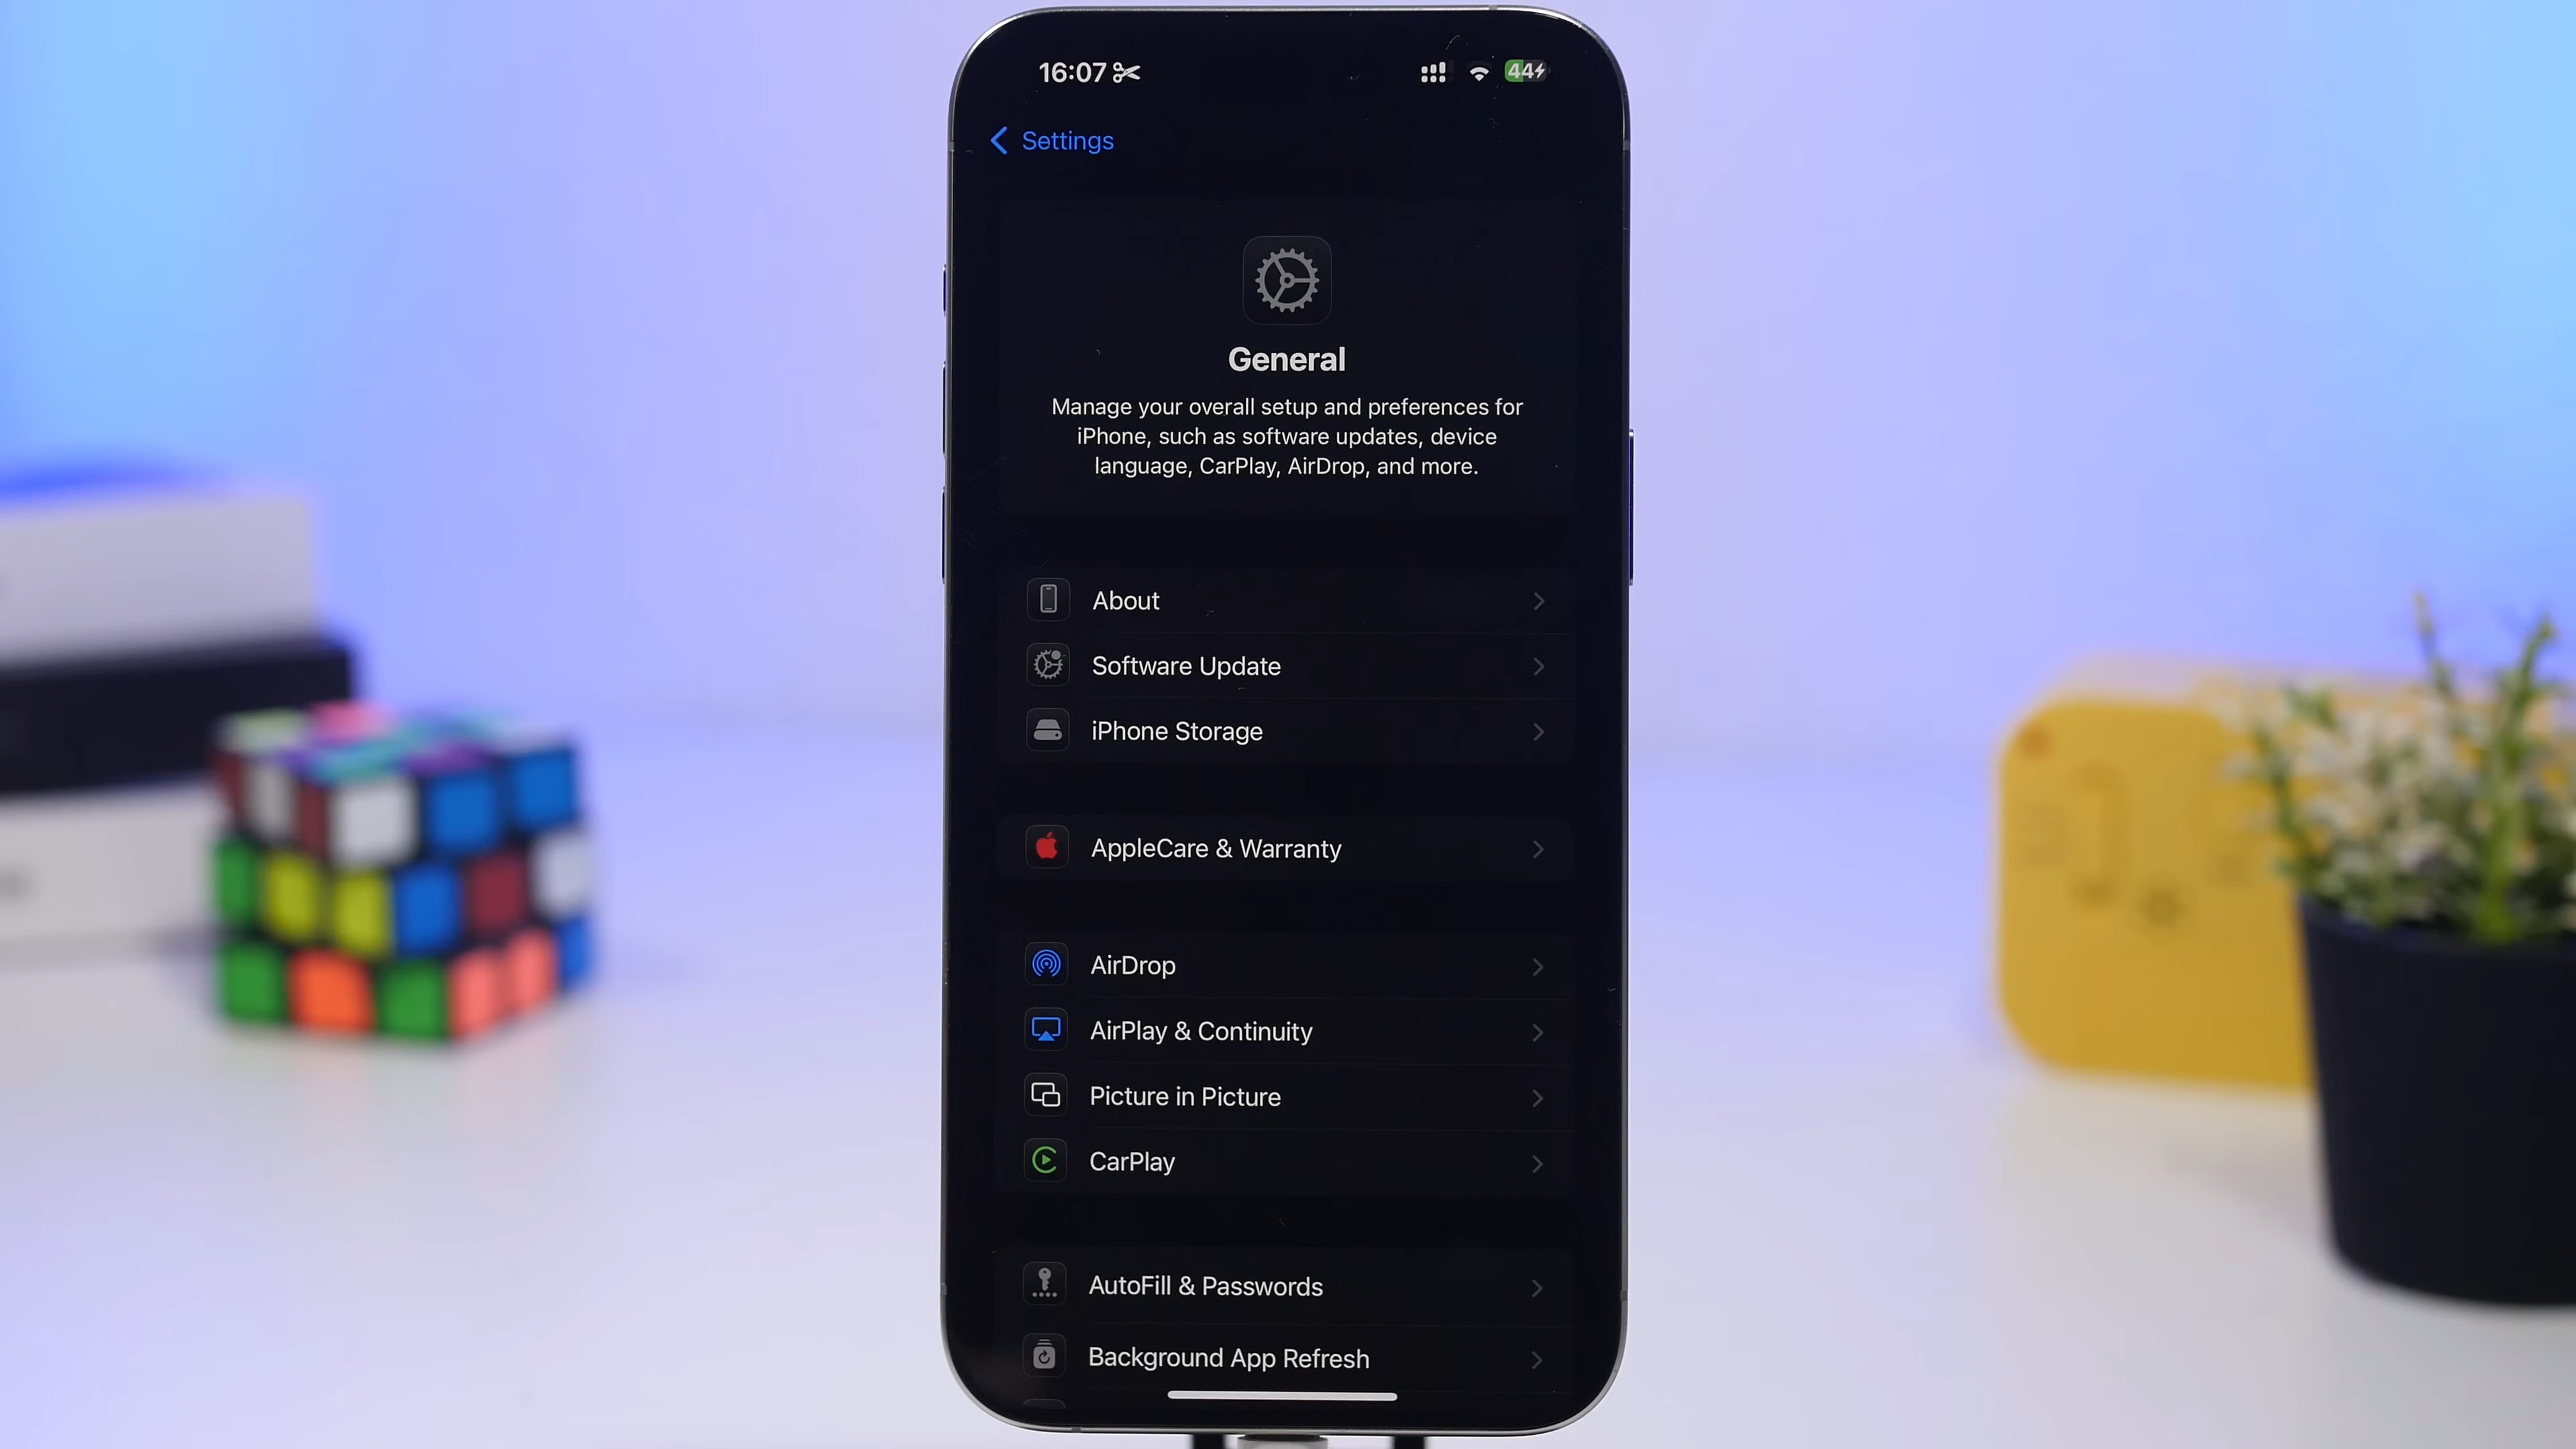 16:07
44
Settings
General
Manage your overall setup and preferences for
iPhone, such as software updates, device
language, CarPlay, AirDrop, and more.
About
Software Update
iPhone Storage
AppleCare & Warranty
AirDrop
AirPlay & Continuity
Picture in Picture
CarPlay
AutoFill & Passwords
Background App Refresh